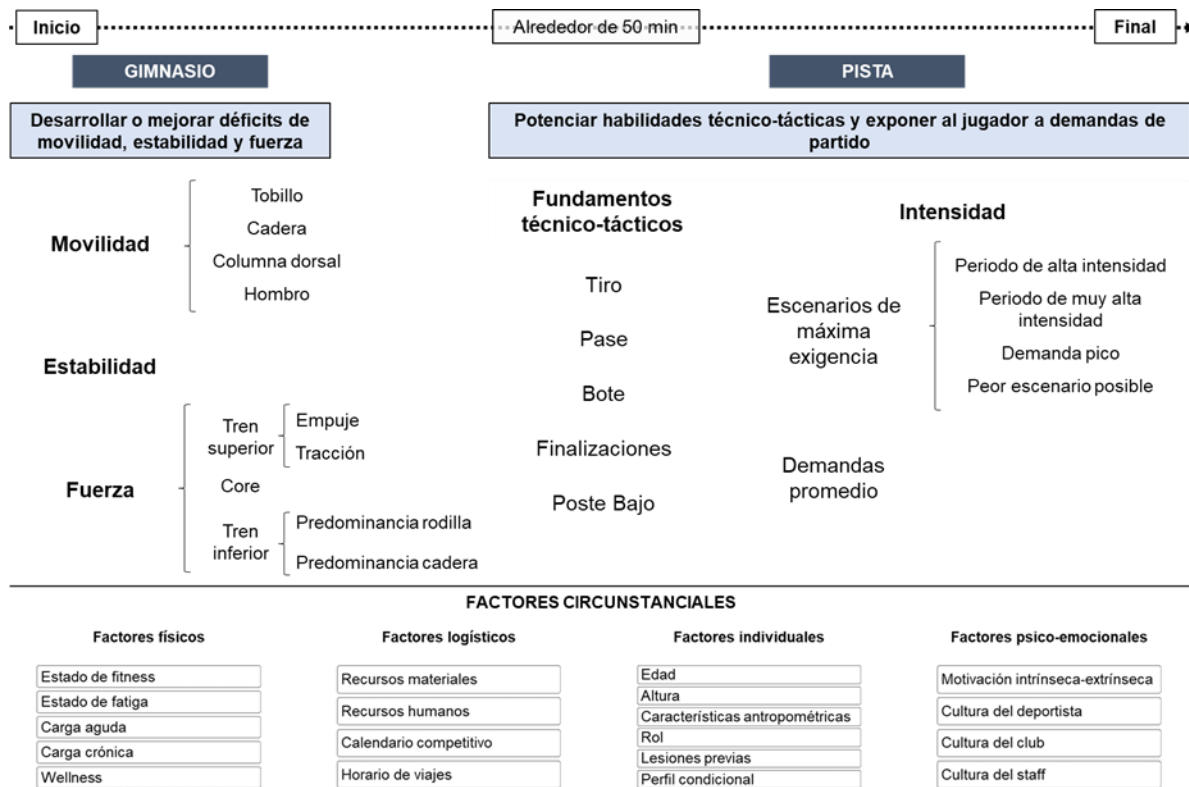 Inicio
Alrededor de 50 min
Final
GIMNASIO
PISTA
Desarrollar o mejorar déficits de
movilidad, estabilidad y fuerza
Potenciar habilidades técnico-tácticas y exponer al jugador a demandas de
partido
Movilidad
Tobillo
Cadera
Columna dorsal
Hombro
Estabilidad
Fuerza
Tren
superior
Empuje
Tracción
Core
Tren
inferior
Predominancia rodilla
Predominancia cadera
Fundamentos
técnico-tácticos
Tiro
Pase
Bote
Finalizaciones
Poste Bajo
Intensidad
Escenarios de
máxima
exigencia
Periodo de alta intensidad
Periodo de muy alta
intensidad
Demanda pico
Peor escenario posible
Demandas
promedio
FACTORES CIRCUNSTANCIALES
Factores físicos
Estado de fitness
Estado de fatiga
Carga aguda
Carga crónica
Wellness
Factores logísticos
Recursos materiales
Recursos humanos
Calendario competitivo
Horario de viajes
Factores individuales
Edad
Altura
Características antropométricas
Rol
Lesiones previas
Perfil condicional
Factores psico-emocionales
Motivación intrínseca-extrínseca
Cultura del deportista
Cultura del club
Cultura del staff